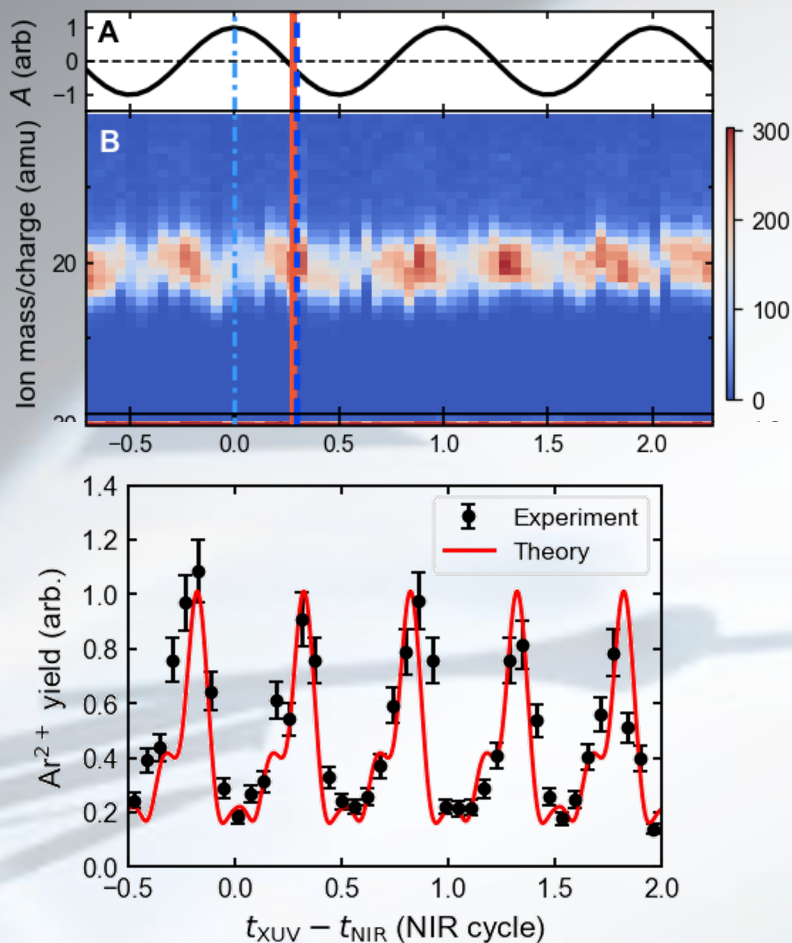 A
A (arb)
1
0
−1
B
Ion mass/charge (amu)
20
300
200
100
0
−0.5 0.0 0.5 1.0 1.5 2.0
1.4
1.2
1.0
0.8
0.6
0.4
0.2
0.0
Ar²⁺ yield (arb.)
Experiment
Theory
−0.5 0.0 0.5 1.0 1.5 2.0
t_XUV − t_NIR (NIR cycle)